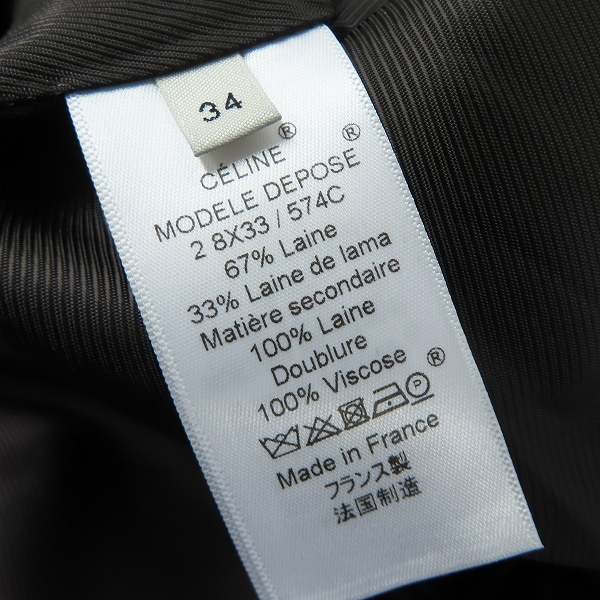 34
CÉLINE®
MODELE DEPOSE®
2 8X33 / 574C
67% Laine
33% Laine de lama
Matière secondaire
100% Laine
Doublure
100% Viscose®
P
Made in France
フランス製
法国制造